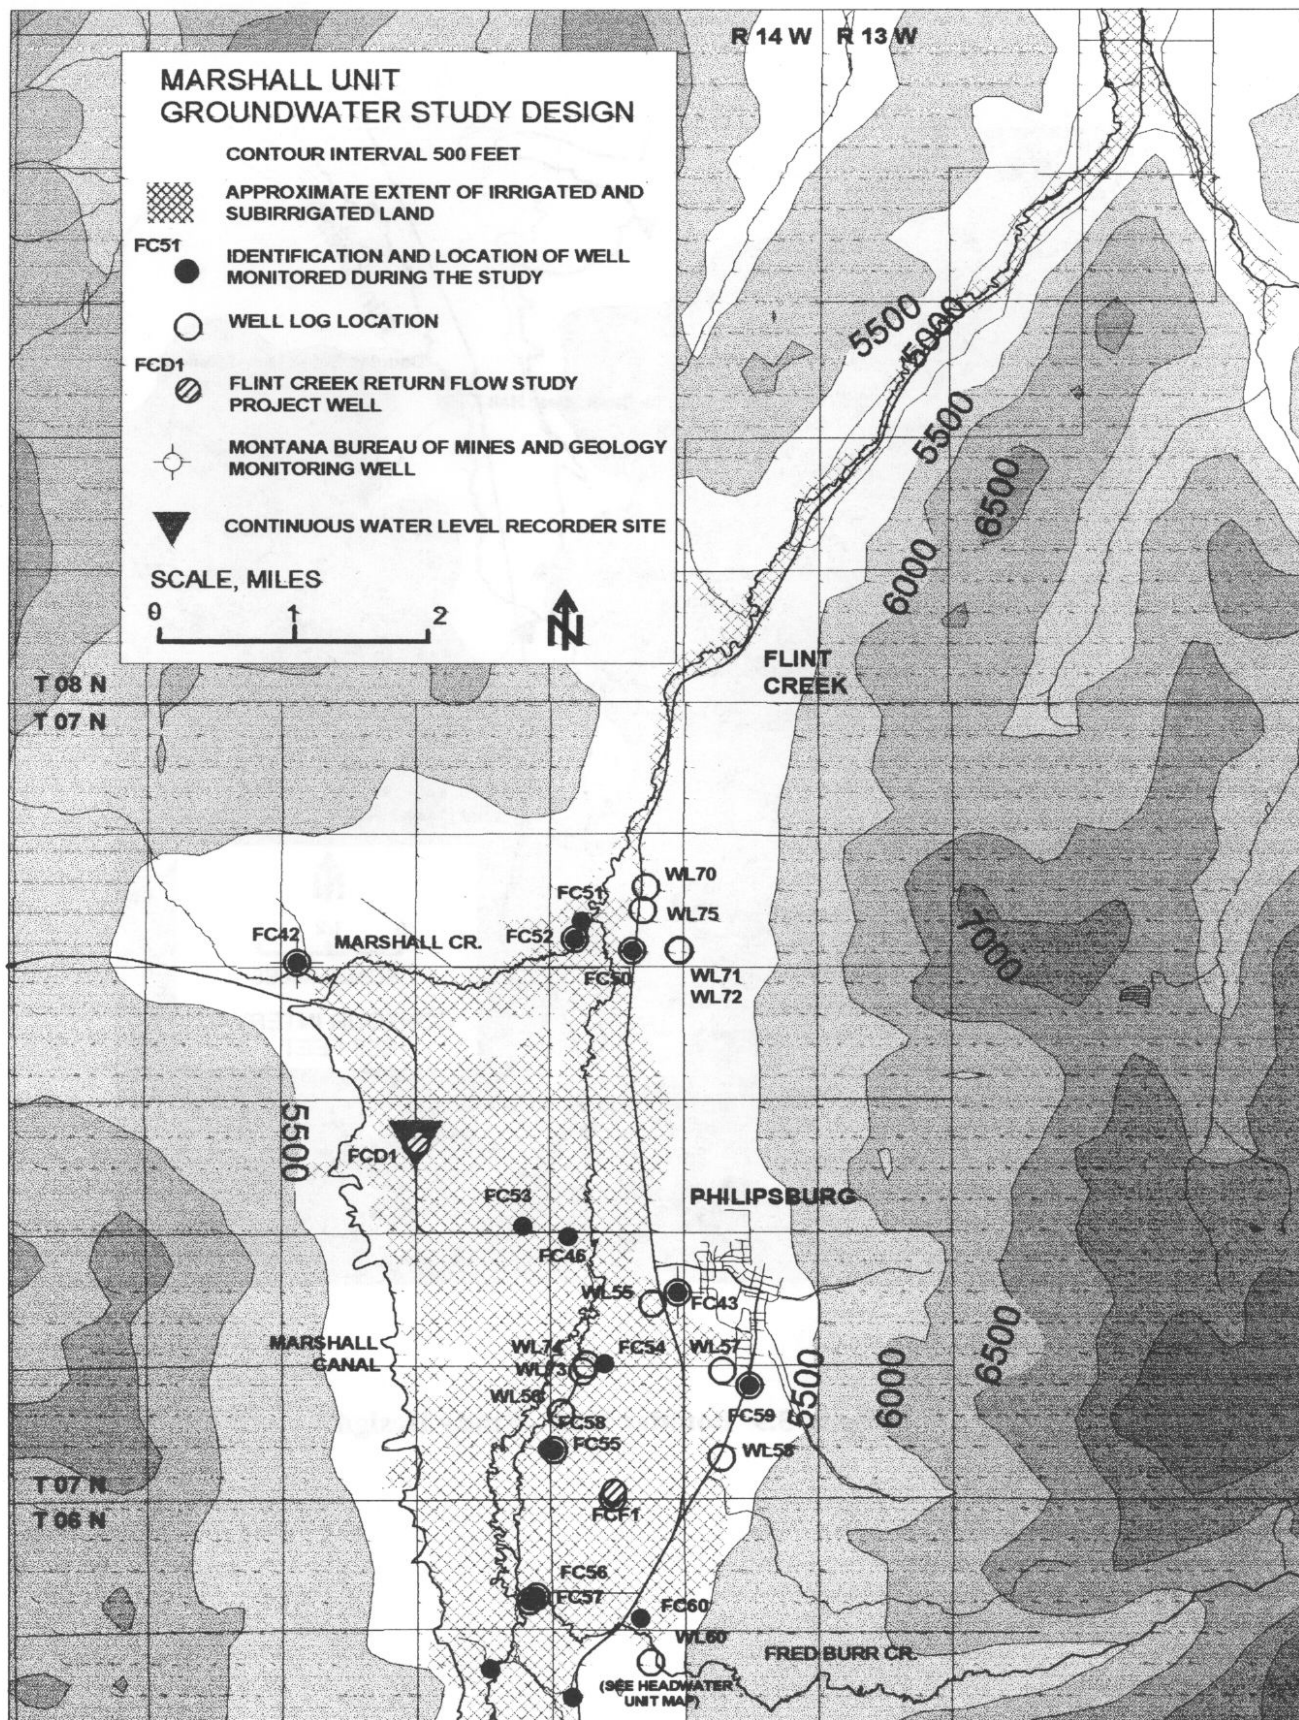 R 14 W R 13 W
MARSHALL UNIT
GROUNDWATER STUDY DESIGN
CONTOUR INTERVAL 500 FEET
APPROXIMATE EXTENT OF IRRIGATED AND
SUBIRRIGATED LAND
FC51
IDENTIFICATION AND LOCATION OF WELL
MONITORED DURING THE STUDY
WELL LOG LOCATION
FCD1
FLINT CREEK RETURN FLOW STUDY
PROJECT WELL
MONTANA BUREAU OF MINES AND GEOLOGY
MONITORING WELL
CONTINUOUS WATER LEVEL RECORDER SITE
SCALE, MILES
0 1 2
N
5500
5000
5500
6500
6000
FLINT
CREEK
T 08 N
T 07 N
WL70
FC51
WL75
FC42
MARSHALL CR.
FC52
FC50
WL71
WL72
7000
5500
FCD1
FC53
PHILIPSBURG
FC46
WL55
FC43
MARSHALL
CANAL
WL74
FC54
WL57
WL73
WL56
FC58
FC59
5500
6000
6500
FC55
WL58
T 07 N
T 06 N
FCF1
FC56
FC57
FC60
WL60
FRED BURR CR.
(SEE HEADWATER
UNIT MAP)